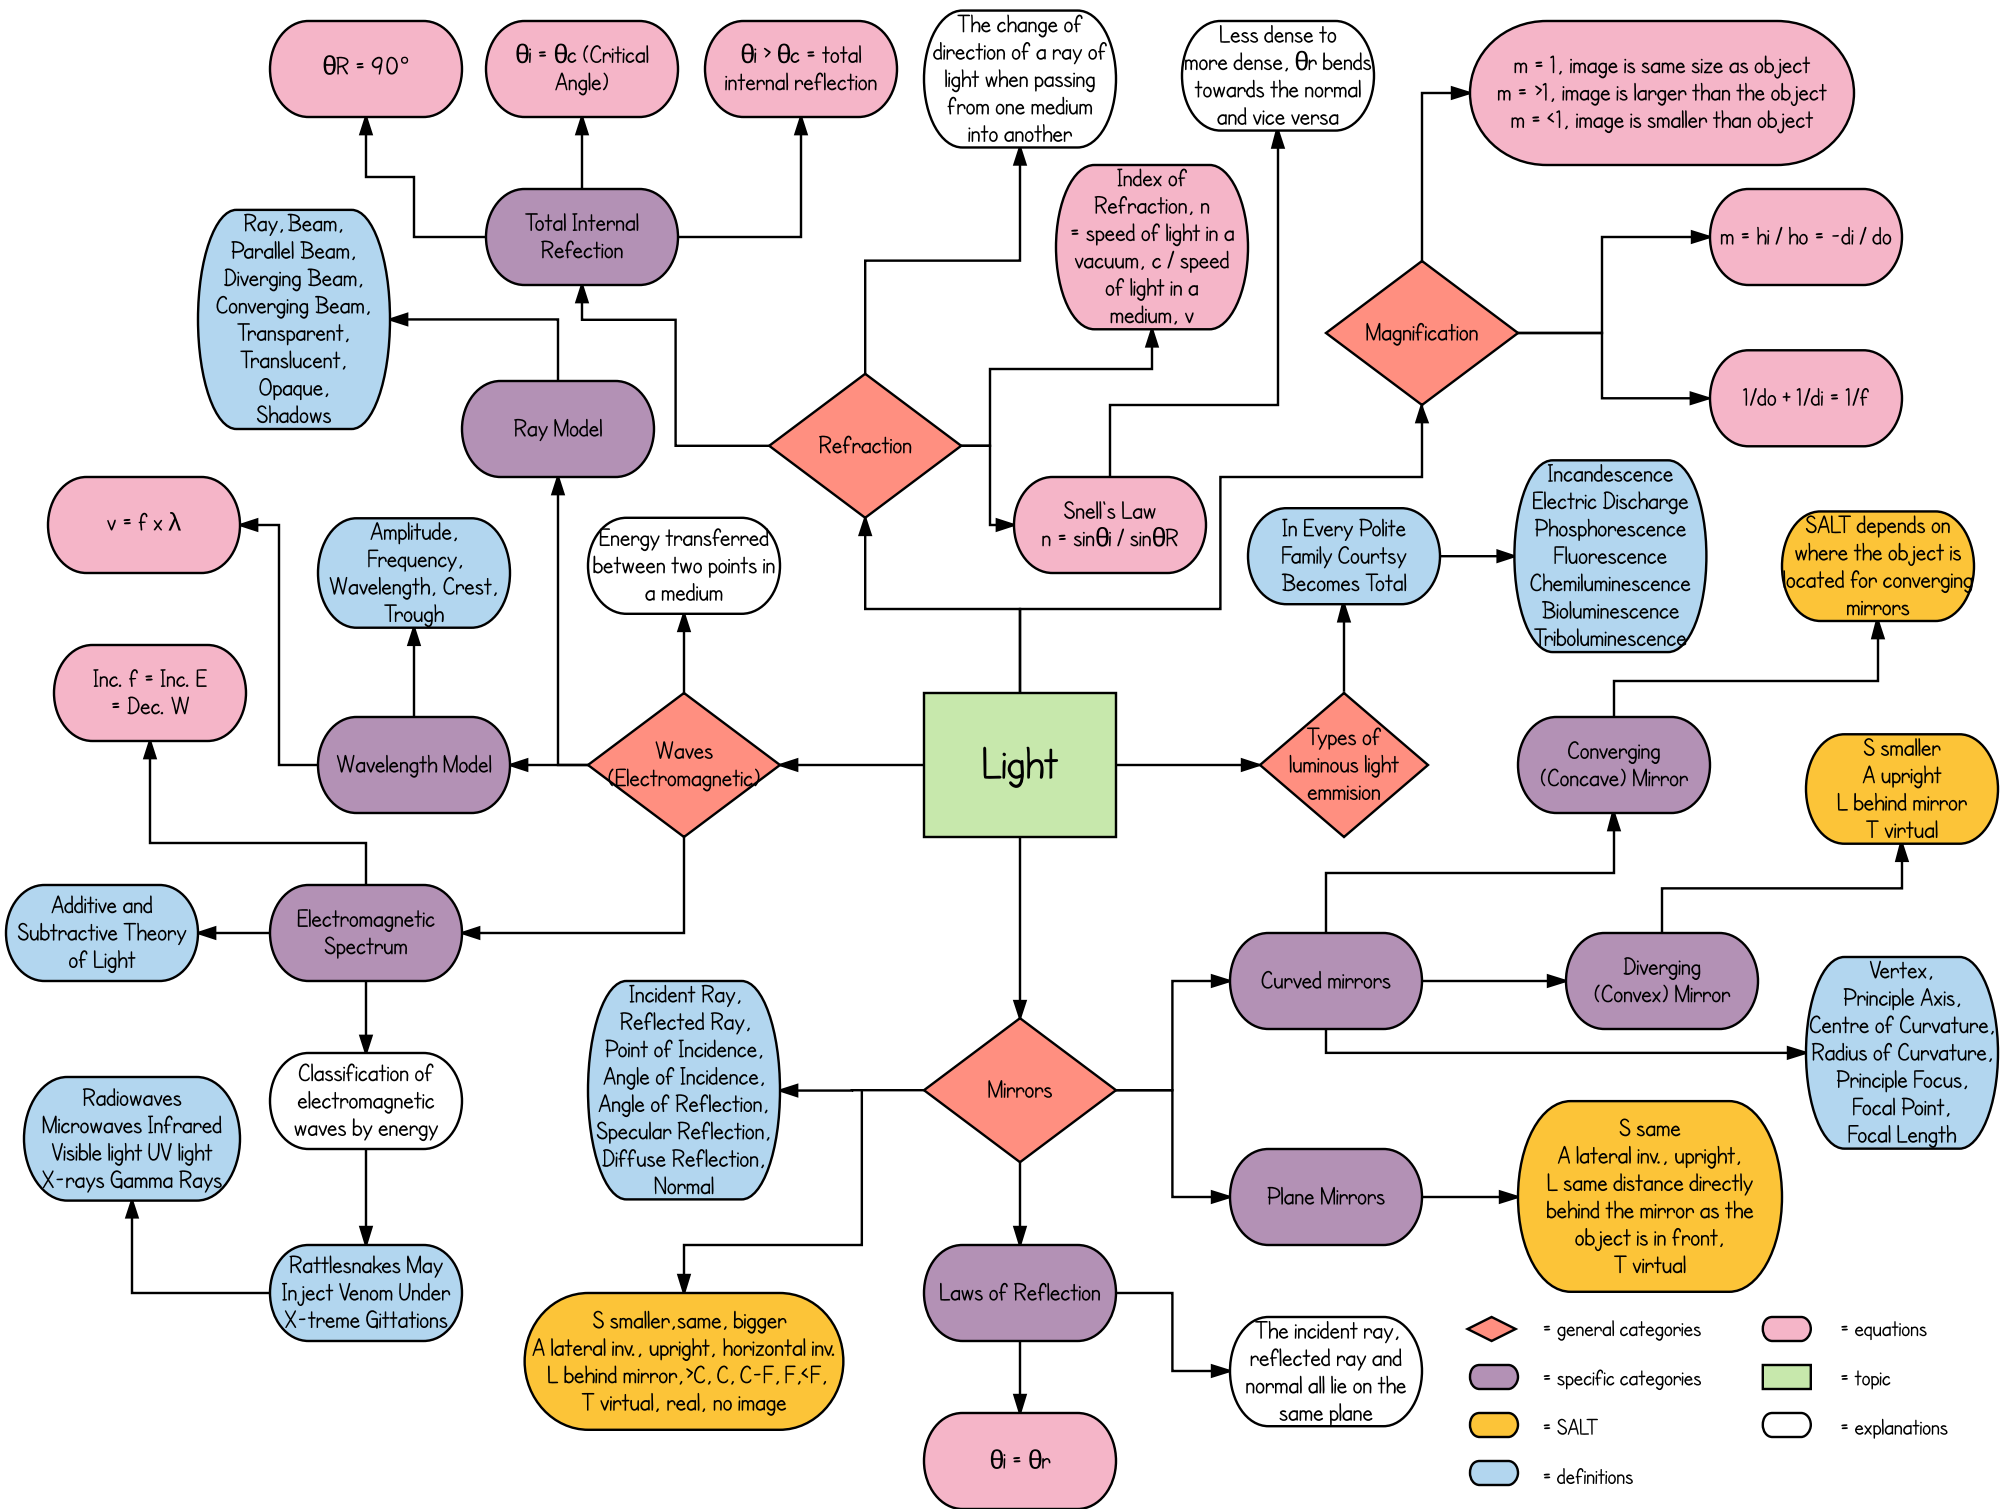 θR = 90°
θi = θc (Critical
Angle)
θi > θc = total
internal reflection
The change of
direction of a ray of
light when passing
from one medium
into another
Less dense to
more dense, θr bends
towards the normal
and vice versa
m = 1, image is same size as object
m = >1, image is larger than the object
m = <1, image is smaller than object
Total Internal
Refection
Index of
Refraction, n
= speed of light in a
vacuum, c / speed
of light in a
medium, v
m = hi / ho = -di / do
Ray, Beam,
Parallel Beam,
Diverging Beam,
Converging Beam,
Transparent,
Translucent,
Opaque,
Shadows
Magnification
1/do + 1/di = 1/f
Ray Model
Refraction
v = f x λ
Amplitude,
Frequency,
Wavelength, Crest,
Trough
Energy transferred
between two points in
a medium
Snell's Law
n = sinθi / sinθR
In Every Polite
Family Courtsy
Becomes Total
Incandescence
Electric Discharge
Phosphorescence
Fluorescence
Chemiluminescence
Bioluminescence
Triboluminescence
SALT depends on
where the object is
located for converging
mirrors
Inc. f = Inc. E
= Dec. W
Wavelength Model
Waves
(Electromagnetic)
Light
Types of
luminous light
emmision
Converging
(Concave) Mirror
S smaller
A upright
L behind mirror
T virtual
Additive and
Subtractive Theory
of Light
Electromagnetic
Spectrum
Curved mirrors
Diverging
(Convex) Mirror
Vertex,
Principle Axis,
Centre of Curvature,
Radius of Curvature,
Principle Focus,
Focal Point,
Focal Length
Incident Ray,
Reflected Ray,
Point of Incidence,
Angle of Incidence,
Angle of Reflection,
Specular Reflection,
Diffuse Reflection,
Normal
Mirrors
Classification of
electromagnetic
waves by energy
Radiowaves
Microwaves Infrared
Visible light UV light
X-rays Gamma Rays
Plane Mirrors
S same
A lateral inv., upright,
L same distance directly
behind the mirror as the
object is in front,
T virtual
Rattlesnakes May
Inject Venom Under
X-treme Gittations
Laws of Reflection
S smaller,same, bigger
A lateral inv., upright, horizontal inv.
L behind mirror,>C, C, C-F, F,<F,
T virtual, real, no image
The incident ray,
reflected ray and
normal all lie on the
same plane
θi = θr
= general categories
= equations
= specific categories
= topic
= SALT
= explanations
= definitions